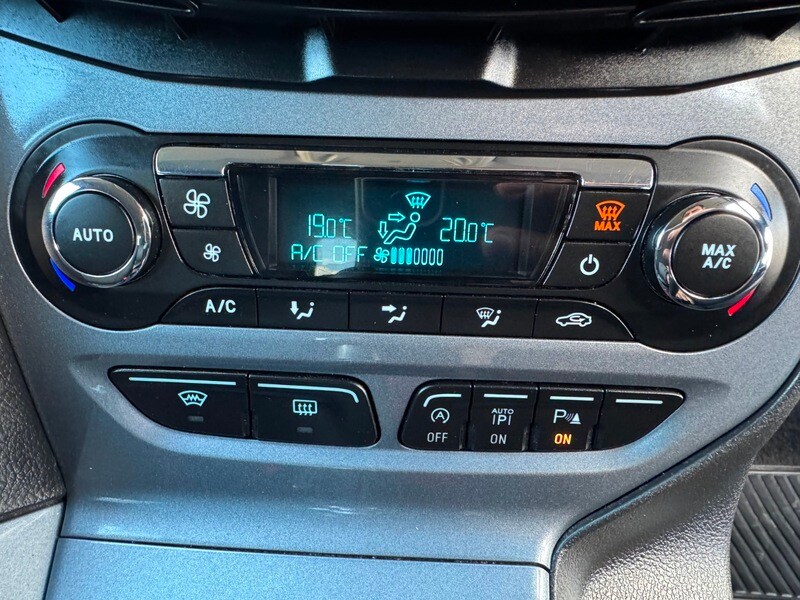 AUTO
19.0°C
20.0°C
A/C OFF
MAX
MAX
A/C
A/C
A
OFF
AUTO
P
ON
P
ON